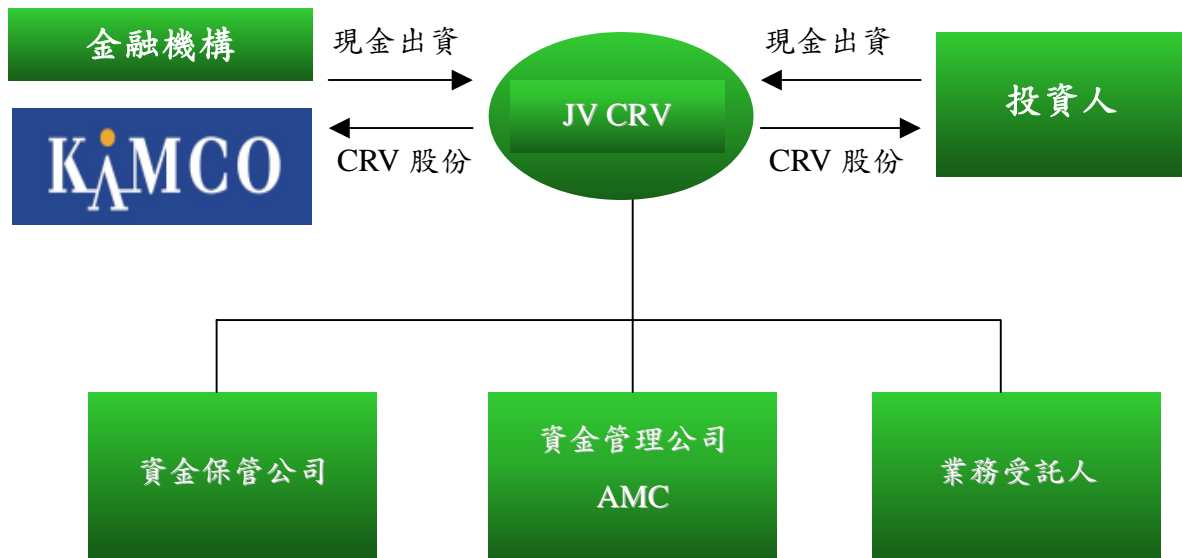 金融機構
現金出資
現金出資
投資人
JV CRV
KAMCO
CRV 股份
CRV 股份
資金保管公司
資金管理公司
AMC
業務受託人